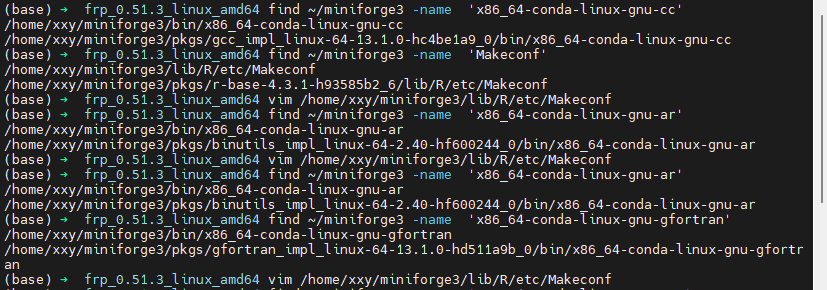 (base) ➜  frp_0.51.3_linux_amd64 find ~/miniforge3 -name  'x86_64-conda-linux-gnu-cc'
/home/xxy/miniforge3/bin/x86_64-conda-linux-gnu-cc
/home/xxy/miniforge3/pkgs/gcc_impl_linux-64-13.1.0-hc4be1a9_0/bin/x86_64-conda-linux-gnu-cc
(base) ➜  frp_0.51.3_linux_amd64 find ~/miniforge3 -name  'Makeconf'
/home/xxy/miniforge3/lib/R/etc/Makeconf
/home/xxy/miniforge3/pkgs/r-base-4.3.1-h93585b2_6/lib/R/etc/Makeconf
(base) ➜  frp_0.51.3_linux_amd64 vim /home/xxy/miniforge3/lib/R/etc/Makeconf
(base) ➜  frp_0.51.3_linux_amd64 find ~/miniforge3 -name  'x86_64-conda-linux-gnu-ar'
/home/xxy/miniforge3/bin/x86_64-conda-linux-gnu-ar
/home/xxy/miniforge3/pkgs/binutils_impl_linux-64-2.40-hf600244_0/bin/x86_64-conda-linux-gnu-ar
(base) ➜  frp_0.51.3_linux_amd64 vim /home/xxy/miniforge3/lib/R/etc/Makeconf
(base) ➜  frp_0.51.3_linux_amd64 find ~/miniforge3 -name  'x86_64-conda-linux-gnu-ar'
/home/xxy/miniforge3/bin/x86_64-conda-linux-gnu-ar
/home/xxy/miniforge3/pkgs/binutils_impl_linux-64-2.40-hf600244_0/bin/x86_64-conda-linux-gnu-ar
(base) ➜  frp_0.51.3_linux_amd64 find ~/miniforge3 -name  'x86_64-conda-linux-gnu-gfortran'
/home/xxy/miniforge3/bin/x86_64-conda-linux-gnu-gfortran
/home/xxy/miniforge3/pkgs/gfortran_impl_linux-64-13.1.0-hd511a9b_0/bin/x86_64-conda-linux-gnu-gfortr
an
(base) ➜  frp_0.51.3_linux_amd64 vim /home/xxy/miniforge3/lib/R/etc/Makeconf